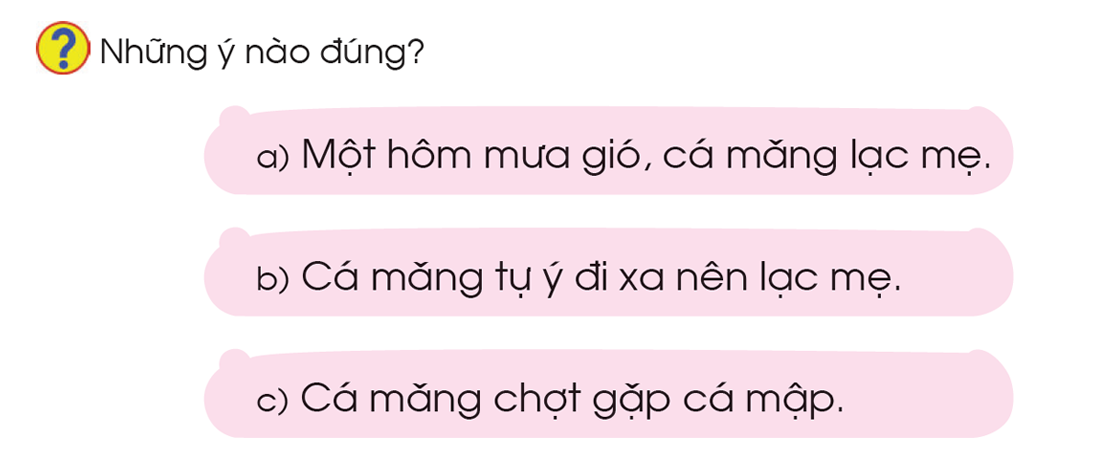 ? Những ý nào đúng?
a) Một hôm mưa gió, cá măng lạc mẹ.
b) Cá măng tự ý đi xa nên lạc mẹ.
c) Cá măng chợt gặp cá mập.